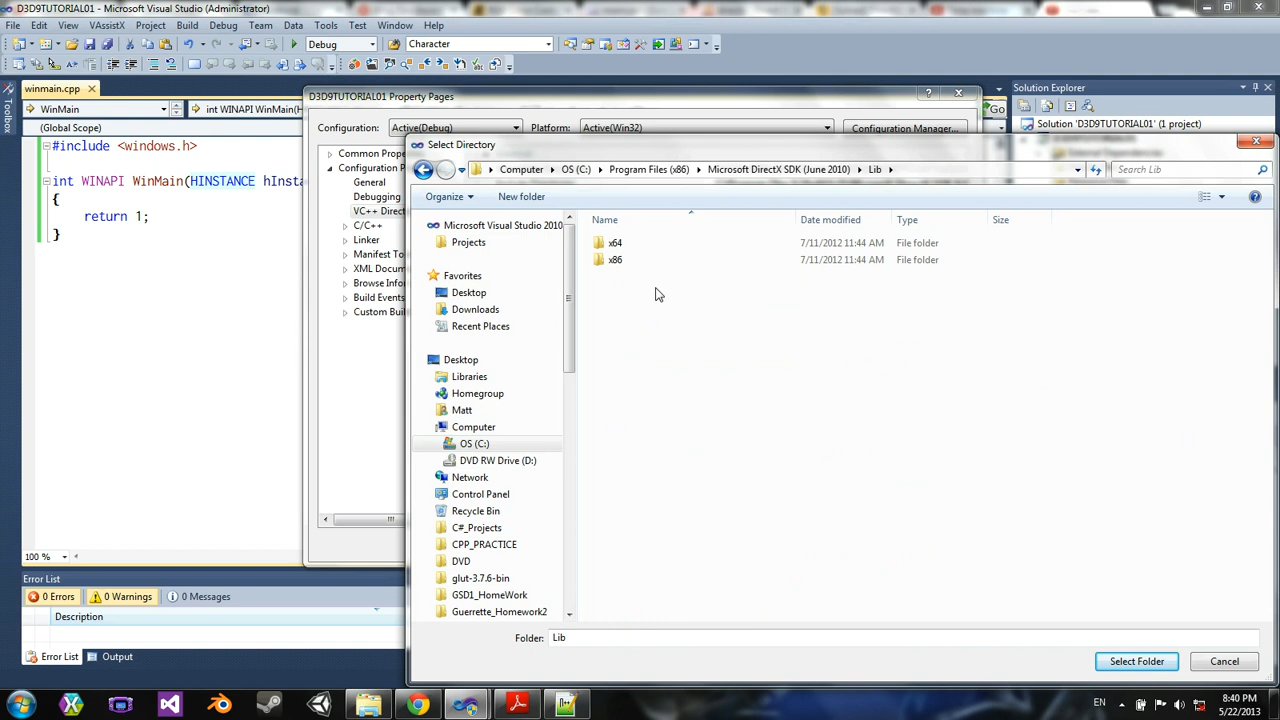 D3D9TUTORIAL01 - Microsoft Visual Studio (Administrator)
File Edit View VAssistX Project Build Debug Team Data Tools Test Window Help
Debug Character
winmain.cpp
WinMain int WINAPI WinMain(H Go
(Global Scope)
#include <windows.h>
int WINAPI WinMain(HINSTANCE hInsta
{
return 1;
}
100 %
Toolbox
D3D9TUTORIAL01 Property Pages
Configuration: Active(Debug) Platform: Active(Win32) Configuration Manager...
Common Prope
Configuration P
General
Debugging
VC++ Direct
C/C++
Linker
Manifest To
XML Docum
Browse Infor
Build Events
Custom Buil
Solution Explorer
Solution 'D3D9TUTORIAL01' (1 project)
Select Directory
Computer OS (C:) Program Files (x86) Microsoft DirectX SDK (June 2010) Lib Search Lib
Organize New folder
Name Date modified Type Size
x64 7/11/2012 11:44 AM File folder
x86 7/11/2012 11:44 AM File folder
Microsoft Visual Studio 2010
Projects
Favorites
Desktop
Downloads
Recent Places
Desktop
Libraries
Homegroup
Matt
Computer
OS (C:)
DVD RW Drive (D:)
Network
Control Panel
Recycle Bin
C#_Projects
CPP_PRACTICE
DVD
glut-3.7.6-bin
GSD1_HomeWork
Guerrette_Homework2
Folder: Lib
Select Folder Cancel
Error List
0 Errors 0 Warnings 0 Messages
Description
Error List Output
EN 8:40 PM
5/22/2013